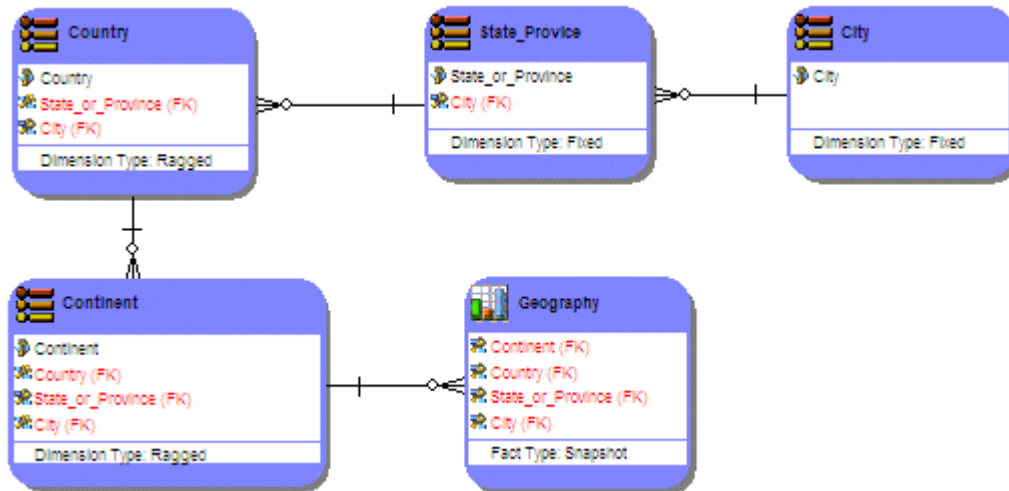 Country
Country
State_or_Province (FK)
City (FK)
Dimension Type: Ragged
State_Provice
State_or_Province
City (FK)
Dimension Type: Fixed
City
City
Dimension Type: Fixed
Continent
Continent
Country (FK)
State_or_Province (FK)
City (FK)
Dimension Type: Ragged
Geography
Continent (FK)
Country (FK)
State_or_Province (FK)
City (FK)
Fact Type: Snapshot